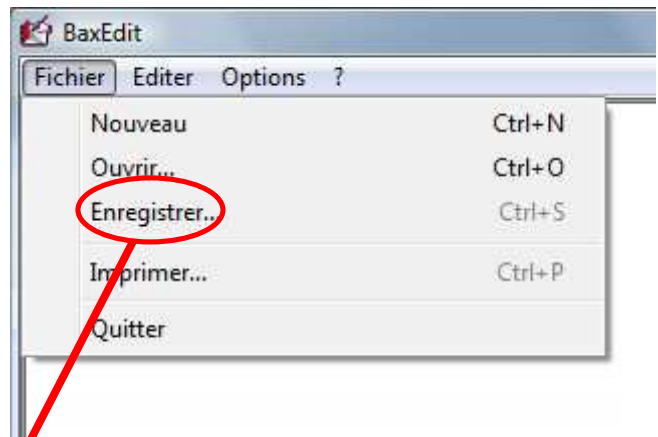 BaxEdit
Fichier Editer Options ?
Nouveau Ctrl+N
Ouvrir... Ctrl+O
Enregistrer... Ctrl+S
Imprimer... Ctrl+P
Quitter